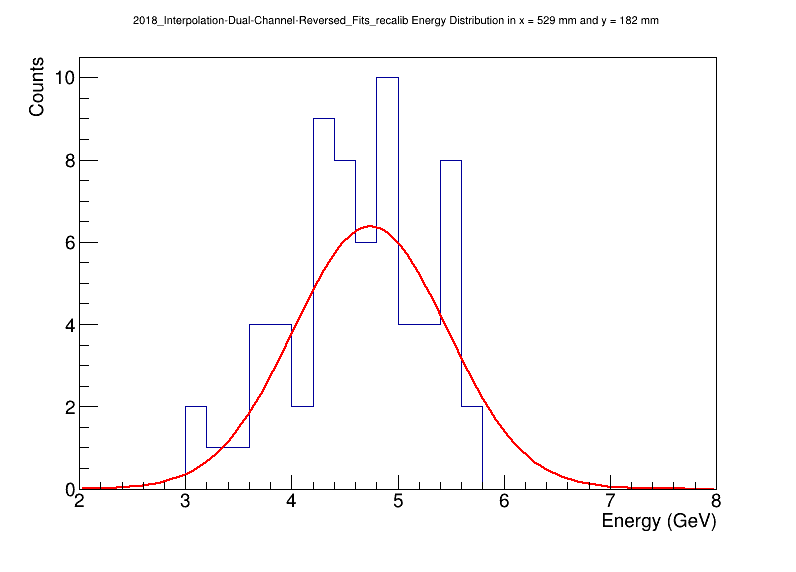 2018_Interpolation-Dual-Channel-Reversed_Fits_recalib Energy Distribution in x = 529 mm and y = 182 mm
Counts
10
8
6
4
2
0
2 3 4 5 6 7 8
Energy (GeV)